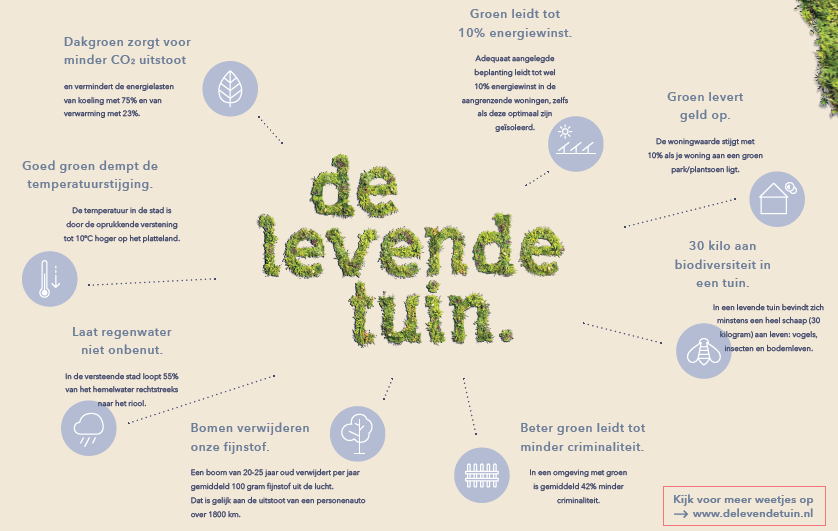 Dakgroen zorgt voor
minder CO₂ uitstoot
en vermindert de energielasten
van koeling met 75% en van
verwarming met 23%.
Groen leidt tot
10% energiewinst.
Adequaat aangelegde
beplanting leidt tot wel
10% energiewinst in de
aangrenzende woningen, zelfs
als deze optimaal zijn
geïsoleerd.
Groen levert
geld op.
De woningwaarde stijgt met
10% als je woning aan een groen
park/plantsoen ligt.
Goed groen dempt de
temperatuurstijging.
De temperatuur in de stad is
door de oprukkende verstening
tot 10°C hoger op het platteland.
de
levende
tuin.
30 kilo aan
biodiversiteit in
een tuin.
In een levende tuin bevindt zich
minstens een heel schaap (30
kilogram) aan leven: vogels,
insecten en bodemleven.
Laat regenwater
niet onbenut.
In de versteende stad loopt 55%
van het hemelwater rechtstreeks
naar het riool.
Bomen verwijderen
onze fijnstof.
Een boom van 20-25 jaar oud verwijdert per jaar
gemiddeld 100 gram fijnstof uit de lucht.
Dat is gelijk aan de uitstoot van een personenauto
over 1800 km.
Beter groen leidt tot
minder criminaliteit.
In een omgeving met groen
is gemiddeld 42% minder
criminaliteit.
Kijk voor meer weetjes op
→ www.delevendetuin.nl